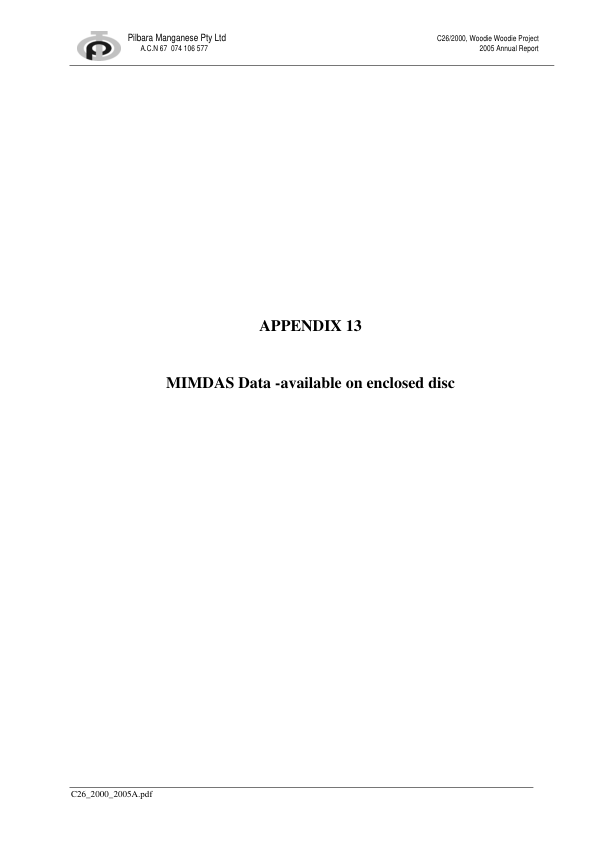 Pilbara Manganese Pty Ltd
A.C.N 67 074 106 577
C26/2000, Woodie Woodie Project
2005 Annual Report
APPENDIX 13
MIMDAS Data -available on enclosed disc
C26_2000_2005A.pdf